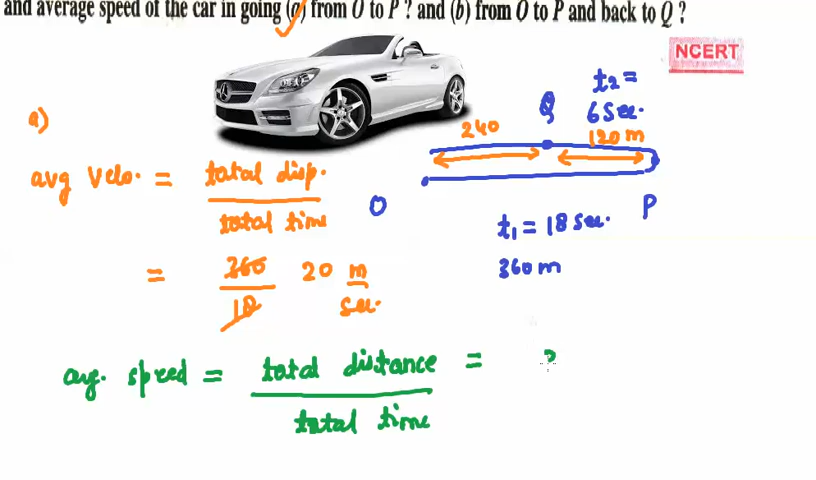 and average speed of the car in going (a) from O to P ? and (b) from O to P and back to Q ?
NCERT
t2 =
6 sec.
Q
a)
240
120 m
avg velo. = total disp.
total time
O
P
t1 = 18 sec.
360 m
= 360 20 m
18 sec.
avg. speed = total distance =
total time